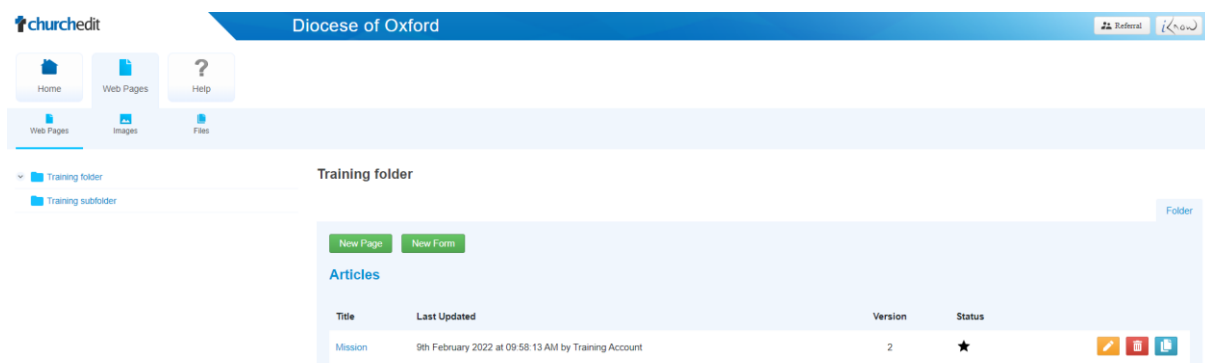 churchedit Diocese of Oxford Referral iKnow
?
Home Web Pages Help
Web Pages Images Files
Training folder
Training subfolder
Training folder
Folder
New Page New Form
Articles
Title Last Updated Version Status
Mission 9th February 2022 at 09:58:13 AM by Training Account 2